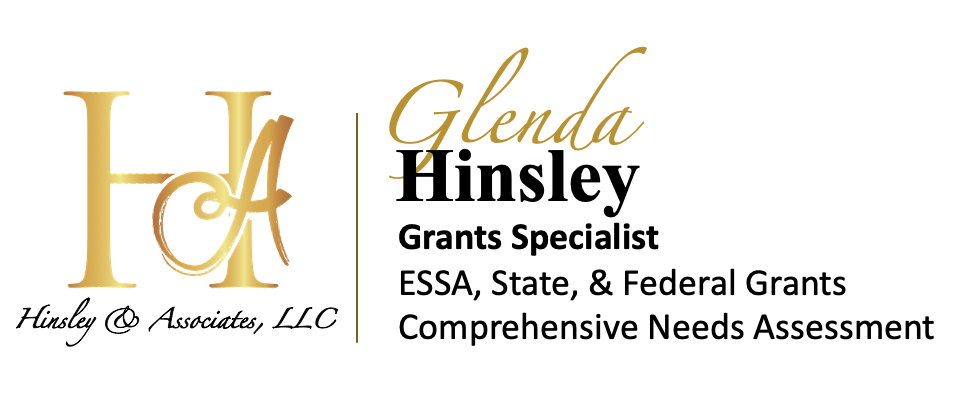 HA
Hinsley & Associates, LLC
Glenda
Hinsley
Grants Specialist
ESSA, State, & Federal Grants
Comprehensive Needs Assessment